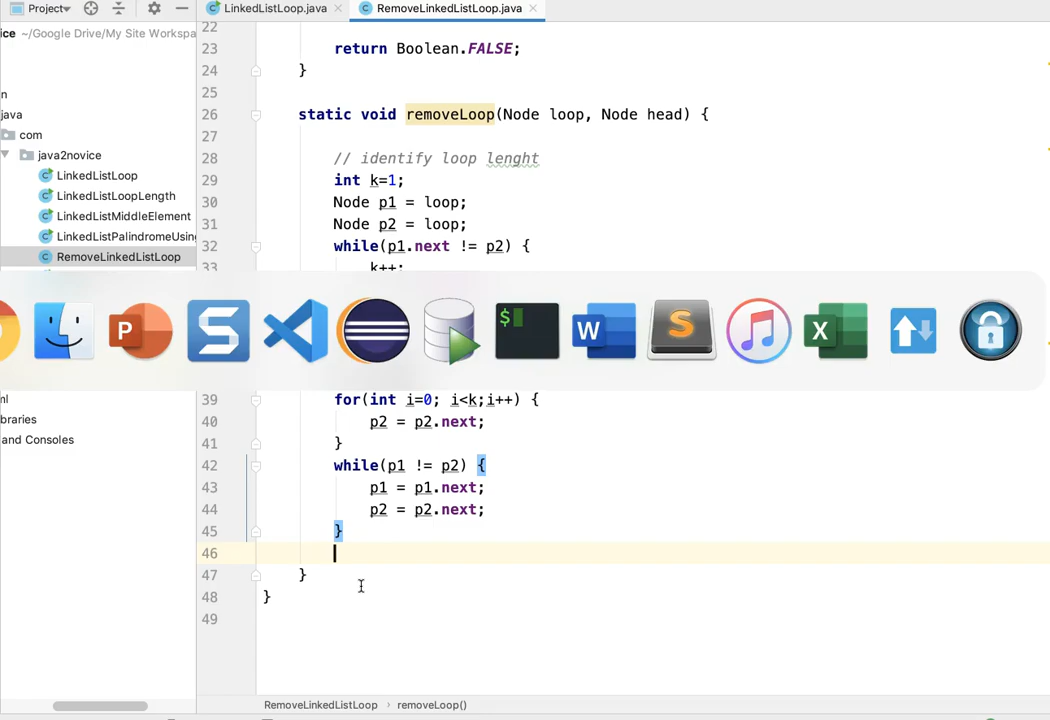 Project
LinkedListLoop.java
RemoveLinkedListLoop.java
ice ~/Google Drive/My Site Workspa
n
java
com
java2novice
LinkedListLoop
LinkedListLoopLength
LinkedListMiddleElement
LinkedListPalindromeUsing
RemoveLinkedListLoop
ml
ibraries
and Consoles
22
23 return Boolean.FALSE;
24 }
25
26 static void removeLoop(Node loop, Node head) {
27
28 // identify loop lenght
29 int k=1;
30 Node p1 = loop;
31 Node p2 = loop;
32 while(p1.next != p2) {
33 k++;
P
S
$
W
S
X
39 for(int i=0; i<k;i++) {
40 p2 = p2.next;
41 }
42 while(p1 != p2) {
43 p1 = p1.next;
44 p2 = p2.next;
45 }
46
47 }
48 }
49
RemoveLinkedListLoop › removeLoop()